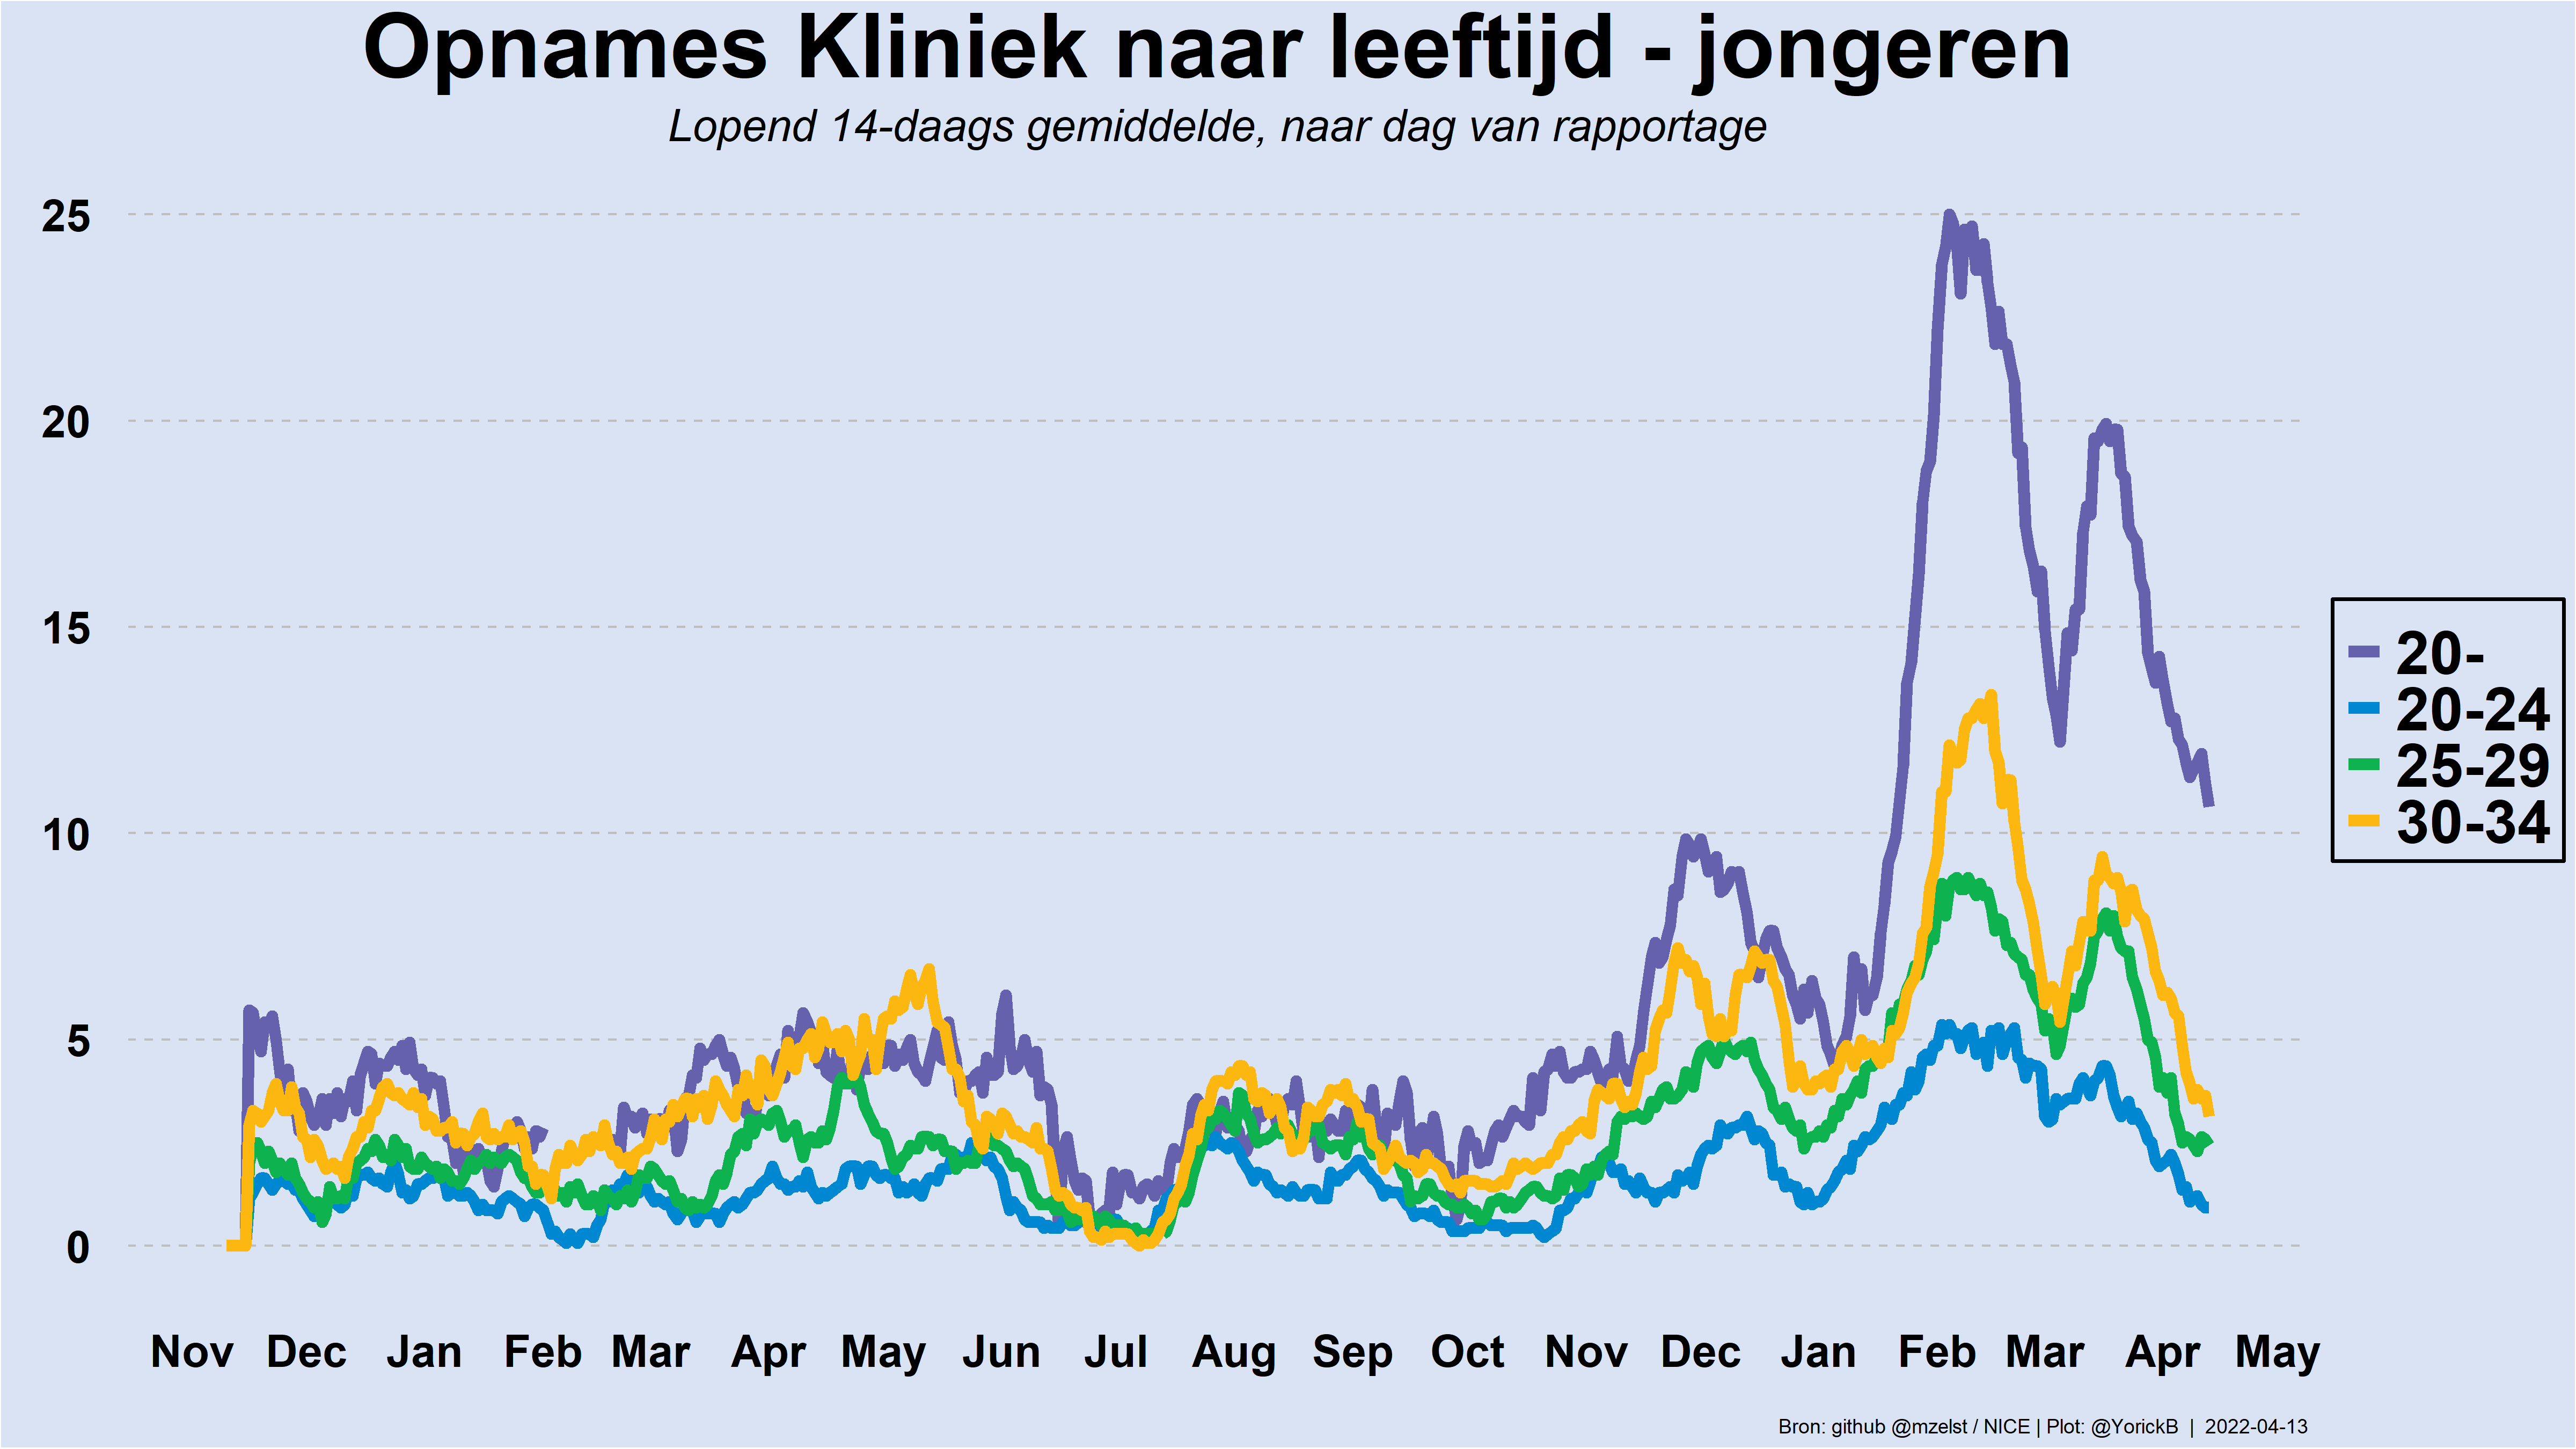 Opnames Kliniek naar leeftijd - jongeren
Lopend 14-daags gemiddelde, naar dag van rapportage
25
20
15
10
5
0
20-
20-24
25-29
30-34
Nov Dec Jan Feb Mar Apr May Jun Jul Aug Sep Oct Nov Dec Jan Feb Mar Apr May
Bron: github @mzelst / NICE | Plot: @YorickB | 2022-04-13